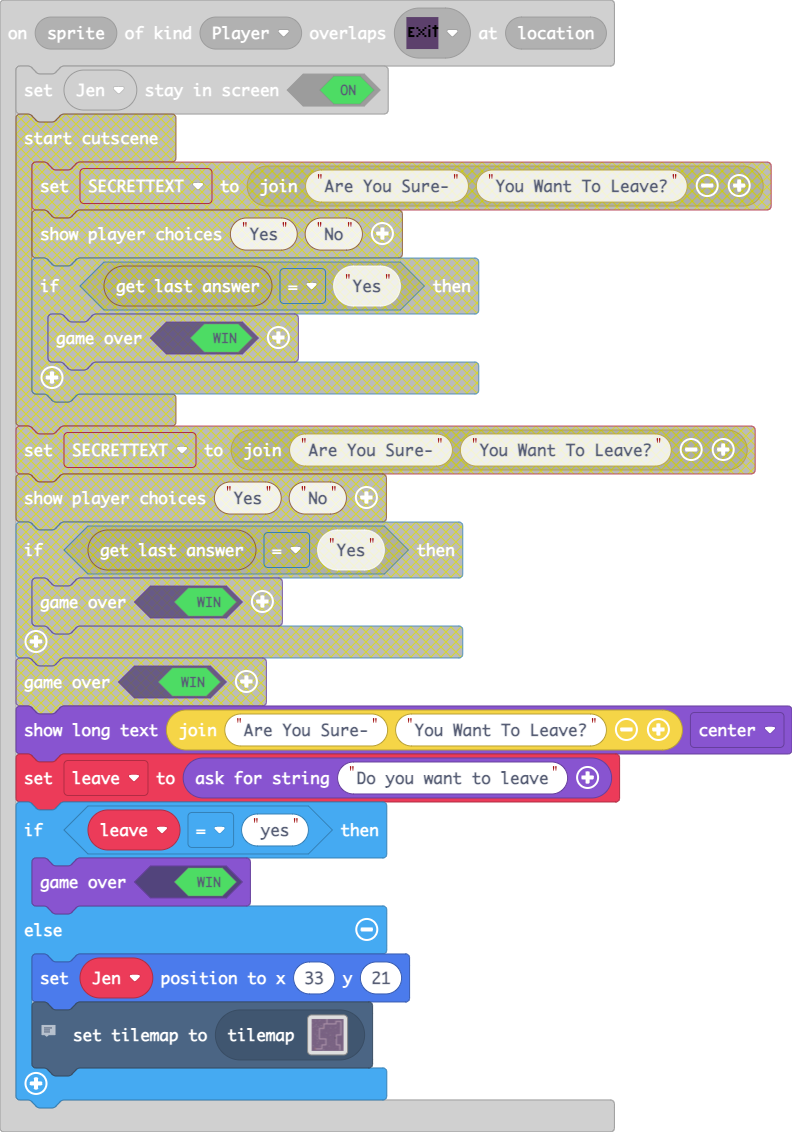 on sprite of kind Player overlaps EXit at location
set Jen stay in screen ON
start cutscene
set SECRETTEXT to join "Are You Sure-" "You Want To Leave?"
show player choices "Yes" "No"
if get last answer = "Yes" then
game over WIN
set SECRETTEXT to join "Are You Sure-" "You Want To Leave?"
show player choices "Yes" "No"
if get last answer = "Yes" then
game over WIN
game over WIN
show long text join "Are You Sure-" "You Want To Leave?" center
set leave to ask for string "Do you want to leave"
if leave = "yes" then
game over WIN
else
set Jen position to x 33 y 21
set tilemap to tilemap